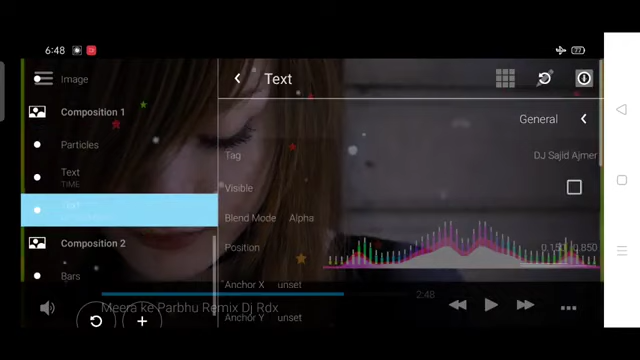 6:48
77
Image
Composition 1
Particles
Text
TIME
Text
Composition 2
Bars
Text
General
Tag
DJ Sajid Ajmer
Visible
Blend Mode Alpha
Position
0.150 0.850
Anchor X unset
Anchor Y unset
2:48
Meera ke Parbhu Remix Dj Rdx